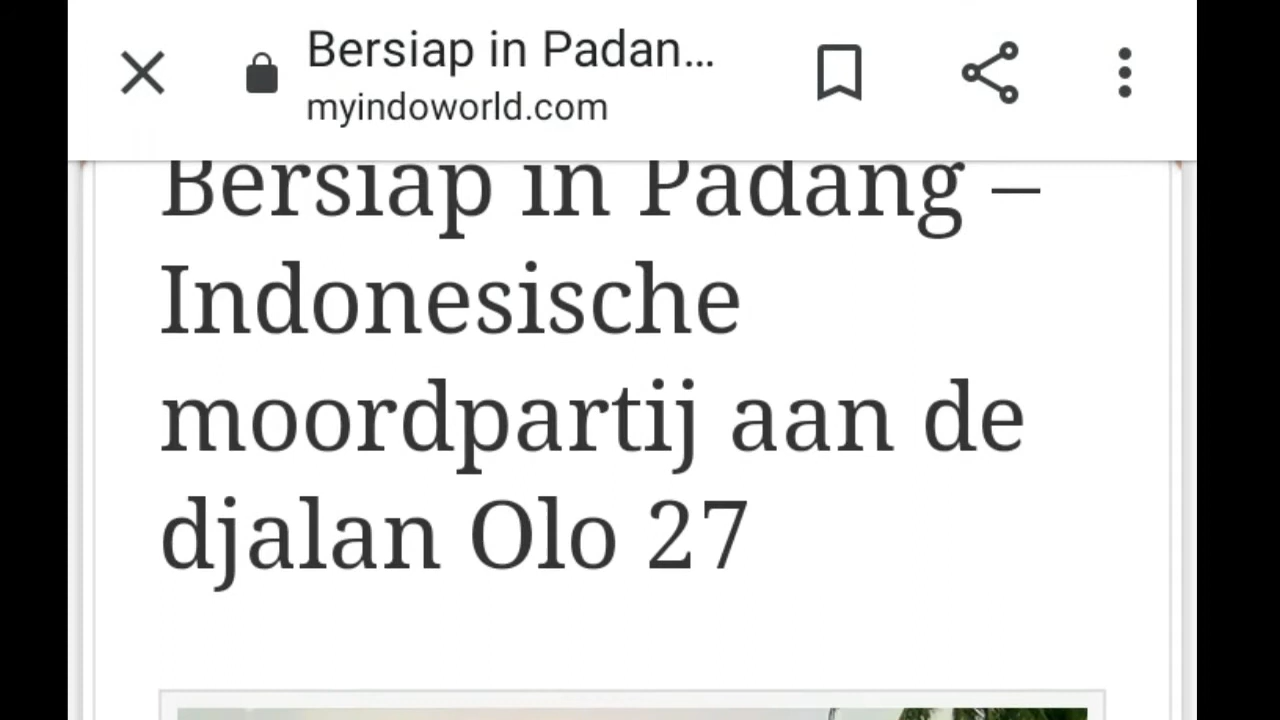 Bersiap in Padan...
myindoworld.com
Bersiap in Padang –
Indonesische
moordpartij aan de
djalan Olo 27